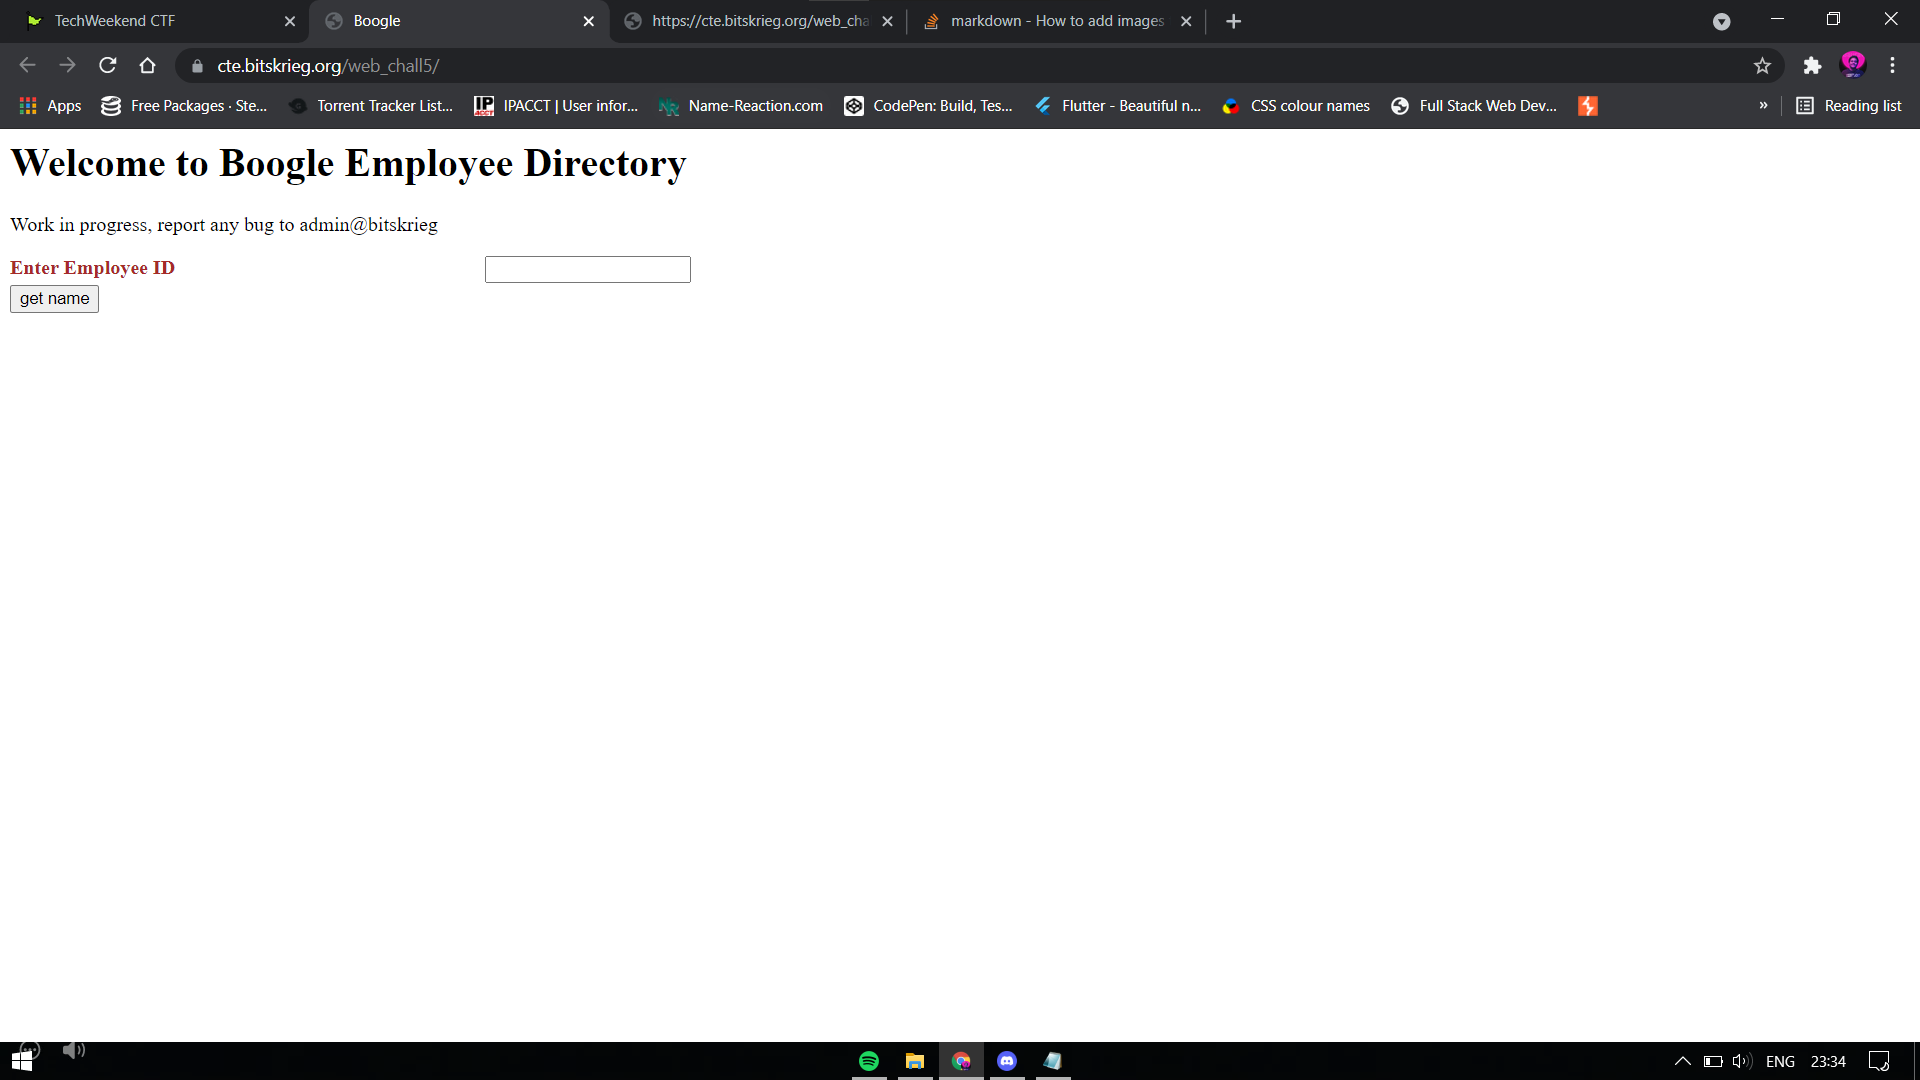 TechWeekend CTF
Boogle
https://cte.bitskrieg.org/web_cha
markdown - How to add images
cte.bitskrieg.org/web_chall5/
Apps
Free Packages · Ste...
Torrent Tracker List...
IPACCT | User infor...
Name-Reaction.com
CodePen: Build, Tes...
Flutter - Beautiful n...
CSS colour names
Full Stack Web Dev...
»
Reading list
Welcome to Boogle Employee Directory
Work in progress, report any bug to admin@bitskrieg
Enter Employee ID
get name
ENG
23:34